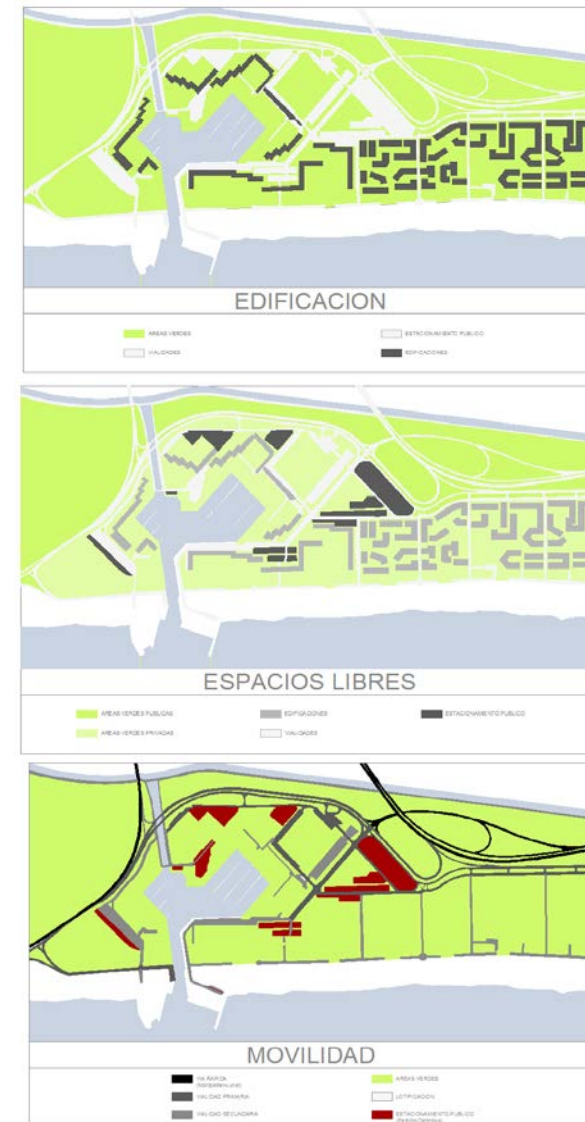 EDIFICACION
AREAS VERDES
ESTACIONAMIENTO PUBLICO
VIALIDADES
EDIFICACIONES
ESPACIOS LIBRES
AREAS VERDES PUBLICAS
EDIFICACIONES
ESTACIONAMIENTO PUBLICO
AREAS VERDES PRIVADAS
VIALIDADES
MOVILIDAD
VIA RAPIDA
AREAS VERDES
VIALIDAD PRIMARIA
LOTIFICACION
VIALIDAD SECUNDARIA
ESTACIONAMIENTO PUBLICO